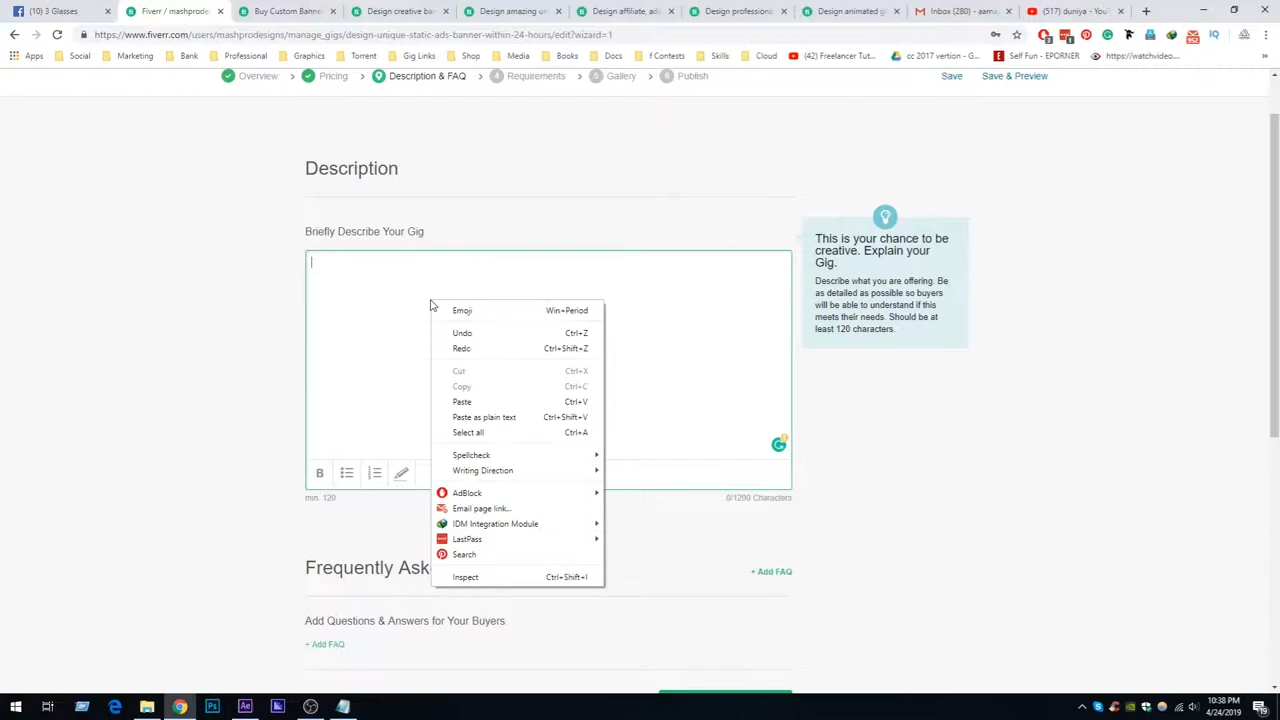 (10) 3 Glasses
Fiverr / mashprode
Buy Custom Banner
Design creative ba
Design amazing un
Design affiliate, ad
Design professiona
Design animated gi
Inbox (280) - aama
(517) duniya - You
https://www.fiverr.com/users/mashprodesigns/manage_gigs/design-unique-static-ads-banner-within-24-hours/edit?wizard=1
Apps
Social
Marketing
Bank
Professional
Graphics
Gig Links
Shop
Media
Books
Docs
f Contests
Skills
Cloud
(42) Freelancer Tut...
cc 2017 vertion - G...
Self Fun - EPORNER
https://watchvideo....
Overview
Pricing
Description & FAQ
4 Requirements
5 Gallery
6 Publish
Save
Save & Preview
Description
Briefly Describe Your Gig
This is your chance to be
creative. Explain your
Gig.
Describe what you are offering. Be
as detailed as possible so buyers
will be able to understand if this
meets their needs. Should be at
least 120 characters.
Emoji Win+Period
Undo Ctrl+Z
Redo Ctrl+Shift+Z
Cut Ctrl+X
Copy Ctrl+C
Paste Ctrl+V
Paste as plain text Ctrl+Shift+V
Select all Ctrl+A
Spellcheck
Writing Direction
AdBlock
Email page link...
IDM Integration Module
LastPass
Search
Inspect Ctrl+Shift+I
B
min. 120
0/1200 Characters
Frequently Ask
+ Add FAQ
Add Questions & Answers for Your Buyers.
+ Add FAQ
10:38 PM
4/24/2019